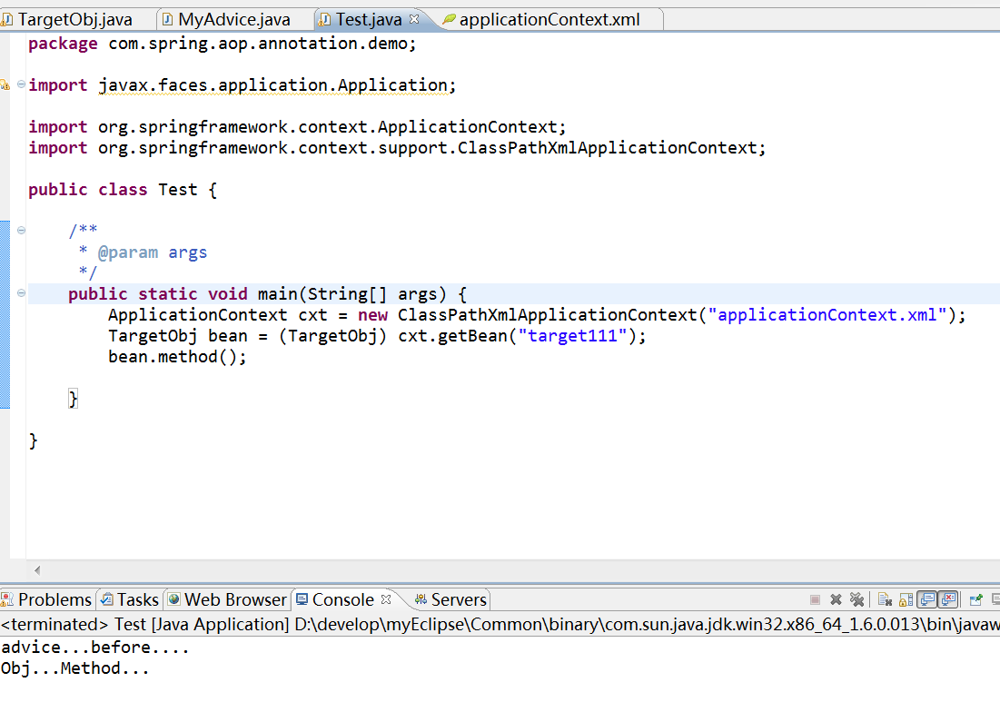 TargetObj.java MyAdvice.java Test.java applicationContext.xml
package com.spring.aop.annotation.demo;
import javax.faces.application.Application;
import org.springframework.context.ApplicationContext;
import org.springframework.context.support.ClassPathXmlApplicationContext;
public class Test {
/**
* @param args
*/
public static void main(String[] args) {
ApplicationContext cxt = new ClassPathXmlApplicationContext("applicationContext.xml");
TargetObj bean = (TargetObj) cxt.getBean("target111");
bean.method();
}
}
Problems Tasks Web Browser Console Servers
<terminated> Test [Java Application] D:\develop\myEclipse\Common\binary\com.sun.java.jdk.win32.x86_64_1.6.0.013\bin\javaw
advice...before....
Obj...Method...